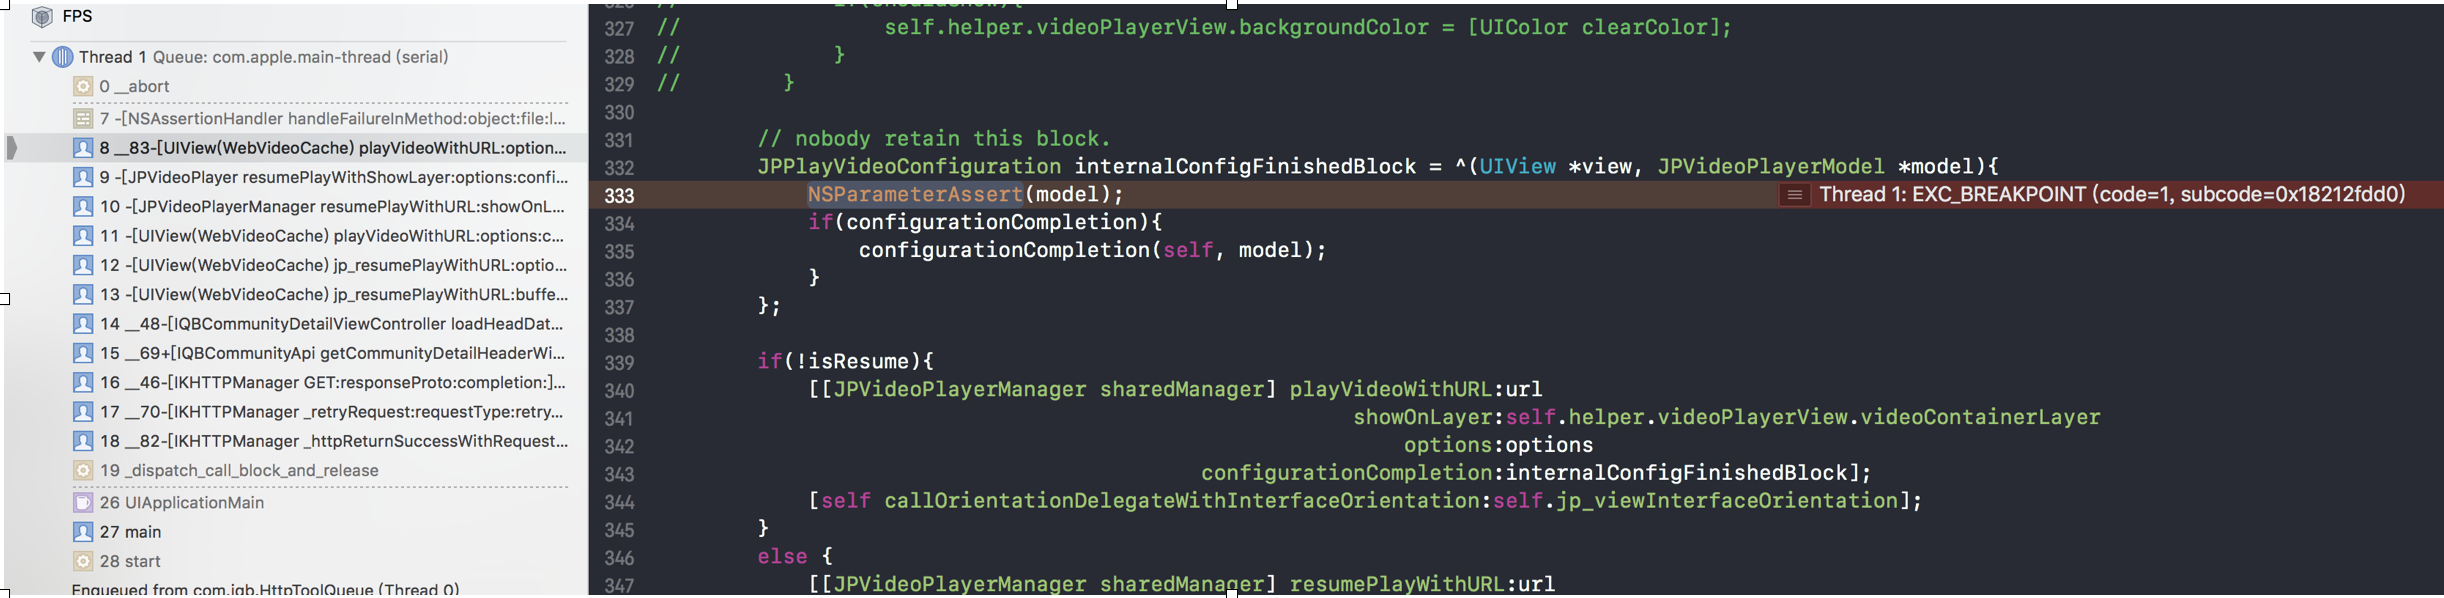 FPS
Thread 1 Queue: com.apple.main-thread (serial)
0 __abort
7 -[NSAssertionHandler handleFailureInMethod:object:file:l...
8 __83-[UIView(WebVideoCache) playVideoWithURL:option...
9 -[JPVideoPlayer resumePlayWithShowLayer:options:confi...
10 -[JPVideoPlayerManager resumePlayWithURL:showOnL...
11 -[UIView(WebVideoCache) playVideoWithURL:options:c...
12 -[UIView(WebVideoCache) jp_resumePlayWithURL:optio...
13 -[UIView(WebVideoCache) jp_resumePlayWithURL:buffe...
14 __48-[IQBCommunityDetailViewController loadHeadDat...
15 __69+[IQBCommunityApi getCommunityDetailHeaderWi...
16 __46-[IKHTTPManager GET:responseProto:completion:]...
17 __70-[IKHTTPManager _retryRequest:requestType:retry...
18 __82-[IKHTTPManager _httpReturnSuccessWithRequest...
19 _dispatch_call_block_and_release
26 UIApplicationMain
27 main
28 start
Enqueued from com.iqb.HttpToolQueue (Thread 0)
327 // self.helper.videoPlayerView.backgroundColor = [UIColor clearColor];
328 // }
329 // }
330
331 // nobody retain this block.
332 JPPlayVideoConfiguration internalConfigFinishedBlock = ^(UIView *view, JPVideoPlayerModel *model){
333 NSParameterAssert(model); Thread 1: EXC_BREAKPOINT (code=1, subcode=0x18212fdd0)
334 if(configurationCompletion){
335 configurationCompletion(self, model);
336 }
337 };
338
339 if(!isResume){
340 [[JPVideoPlayerManager sharedManager] playVideoWithURL:url
341 showOnLayer:self.helper.videoPlayerView.videoContainerLayer
342 options:options
343 configurationCompletion:internalConfigFinishedBlock];
344 [self callOrientationDelegateWithInterfaceOrientation:self.jp_viewInterfaceOrientation];
345 }
346 else {
347 [[JPVideoPlayerManager sharedManager] resumePlayWithURL:url